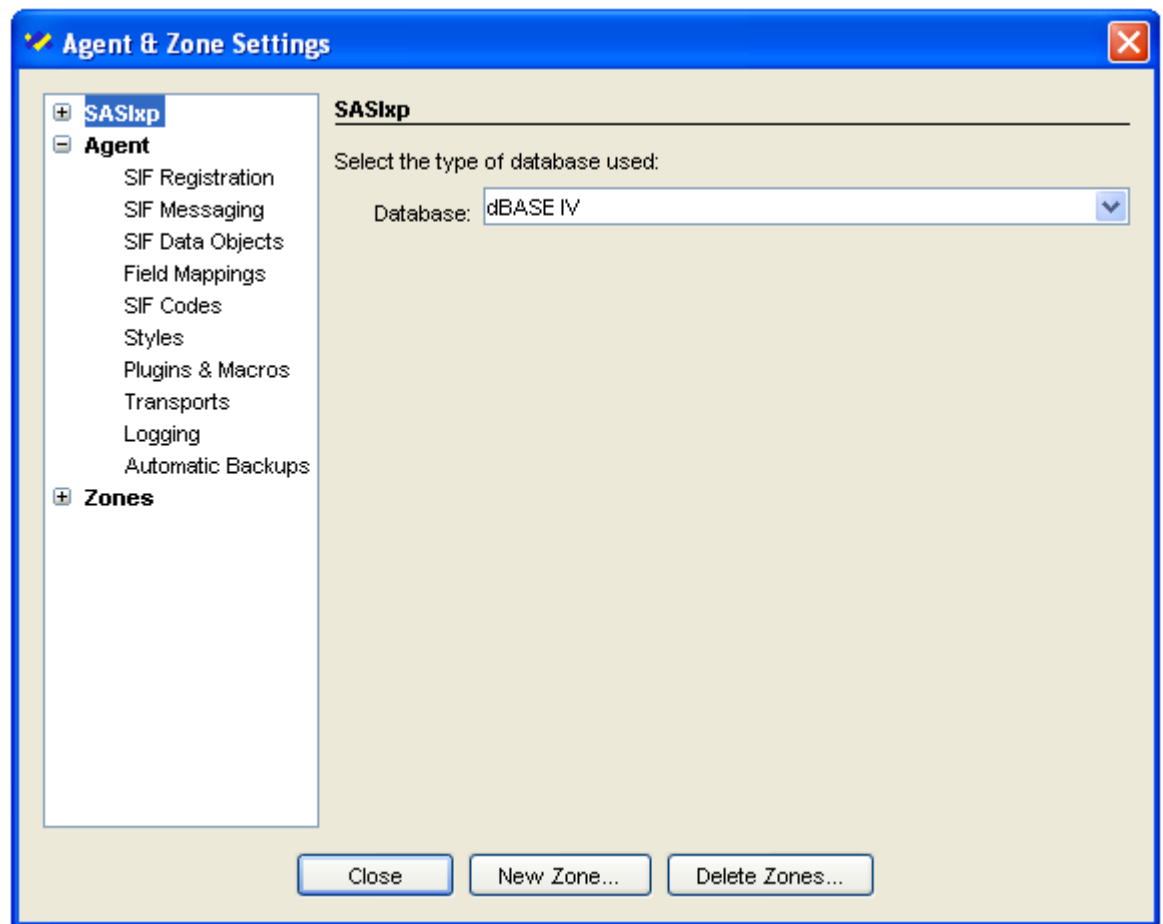 Agent & Zone Settings
SASIxp
Agent
SIF Registration
SIF Messaging
SIF Data Objects
Field Mappings
SIF Codes
Styles
Plugins & Macros
Transports
Logging
Automatic Backups
Zones
SASIxp
Select the type of database used:
Database: dBASE IV
Close New Zone... Delete Zones...